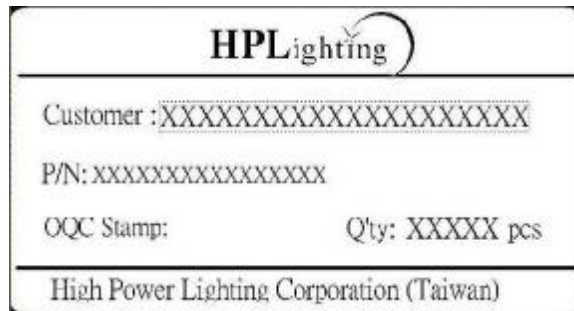 HPLighting
Customer : XXXXXXXXXXXXXXXXXXXX
P/N: XXXXXXXXXXXXXXXX
OQC Stamp: Q'ty: XXXXX pcs
High Power Lighting Corporation (Taiwan)